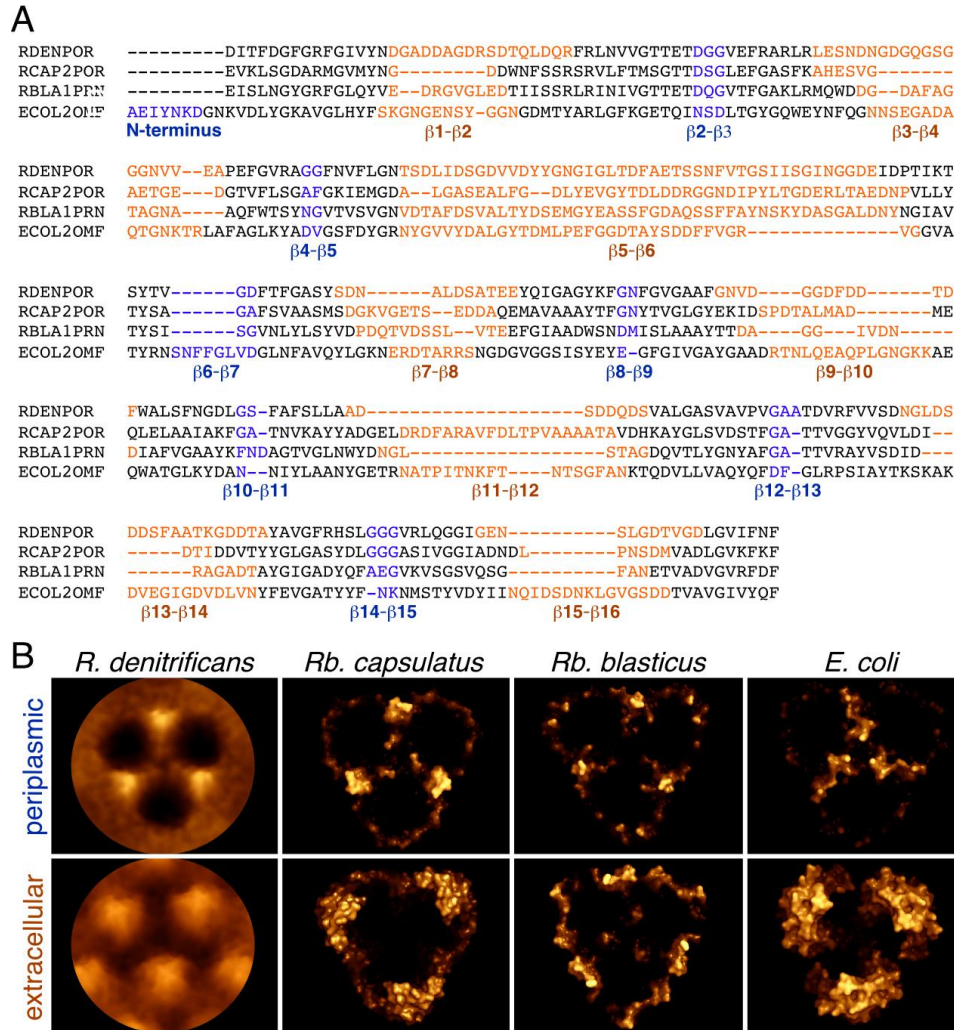 A
RDENPOR ----------DITFDGFGRFGIVYNDGADDAGDRSDTQLDQRFRLNVVGTTETDGGVEFRARLRLESNDNGDGQGSG
RCAP2POR ----------EVKLSGDARMGVMYNG-------DDWNFSSRSRVLFTMSGTTDSGLEFGASFKAHESVG----
RBLA1PRN ----------EISLNGYGRFGLQYVE--DRGVGLEDTIISSRLRINIVGTTETDQGVTFGAKLRMQWDDG--DAFAG
ECOL2OMF AEIYNKDGNKVDLYGKAVGLHYFSKGNGENSY-GGNGDMTYARLGFKGETQINSDLTGYGQWEYNFQGNNSEGADA
N-terminus β1-β2 β2-β3 β3-β4
RDENPOR GGNVV--EAPEFGVRAGGFNVFLGNTSDLIDSGVVDYYGNGIGLTDFAETSSNFVTGSIISGINGGDEIDPTIKT
RCAP2POR AETGE--DGTVFLSGAFGKIEMGDA-LGASEALFG-DLYEVGYTDLDDRGGNDIPYLTGDERLTAEDNPVLLY
RBLA1PRN TAGNA----AQFWTSYNGVTVSVGNVDTAFDSVALTYDSEMGYEASSFGDAQSSFFAYNSKYDASGALDNYNGIAV
ECOL2OMF QTGNKTRLAFAGLKYADVGSFDYGRNYGVVYDALGYTDMLPEFGGDTAYSDDFFVGR-------------VGGVA
β4-β5 β5-β6
RDENPOR SYTV------GDFTFGASYSDN----ALDSATEEYQIGAGYKFGNFGVGAAFGNVD---GGDFDD----TD
RCAP2POR TYSA------GAFSVAASMSDGKVGETS--EDDAQEMAVAAAYTFGNYTVGLGYEKIDSPDTALMAD------ME
RBLA1PRN TYSI------SGVNLYLSYVDPDQTVDSSL--VTEEFGIAADWSNDMISLAAAYTTDA---GG--IVDN-----
ECOL2OMF TYRNSNFFGLVDGLNFAVQYLGKNERDTARRSNGDGVGGSISYEYE-GFGIVGAYGAADRTNLQEAQPLGNGKKAE
β6-β7 β7-β8 β8-β9 β9-β10
RDENPOR FWALSFNGDLGS-FAFSLLAAD-----------------SDDQDSVALGASVAVPVGAATDVRFVVSDNGLDS
RCAP2POR QLELAAIAKFGA-TNVKAYYADGELDRDFARAVFDLTPVAAAATAVDHKAYGLSVDSTFGA-TTVGGYVQVLDI--
RBLA1PRN DIAFVGAAYKFNDAGTVGLNWYDNGL--------------STAGDQVTLYGNYAFGA-TTVRAYVSDID---
ECOL2OMF QWATGLKYDAN--NIYLAANYGETRNATPITNKFT---NTSGFANKTQDVLLVAQYQFDF-GLRPSIAYTKSKAK
β10-β11 β11-β12 β12-β13
RDENPOR DDSFAATKGDDTAYAVGFRHSLGGGVRLQGGIGEN---------SLGDTVGDLGVIFNF
RCAP2POR -----DTIDDVTYYGLGASYDLGGGASIVGGIADNDL-------PNSDMVADLGVKFKF
RBLA1PRN ------RAGADTAYGIGADYQFAEGVKVSGSVQSG---------FANETVADVGVRFDF
ECOL2OMF DVEGIGDVDLVNYFEVGATYYF-NKNMSTYVDYIINQIDSDNKLGVGSDDTVAVGIVYQF
β13-β14 β14-β15 β15-β16
B
R. denitrificans Rb. capsulatus Rb. blasticus E. coli
periplasmic
extracellular